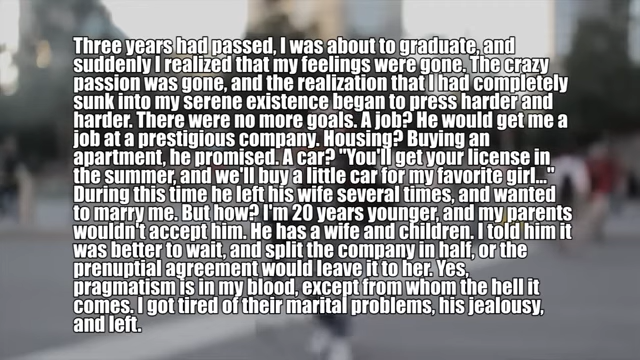 Three years had passed, I was about to graduate, and
suddenly I realized that my feelings were gone. The crazy
passion was gone, and the realization that I had completely
sunk into my serene existence began to press harder and
harder. There were no more goals. A job? He would get me a
job at a prestigious company. Housing? Buying an
apartment, he promised. A car? "You'll get your license in
the summer, and we'll buy a little car for my favorite girl..."
During this time he left his wife several times, and wanted
to marry me. But how? I'm 20 years younger, and my parents
wouldn't accept him. He has a wife and children. I told him it
was better to wait, and split the company in half, or the
prenuptial agreement would leave it to her. Yes,
pragmatism is in my blood, except from whom the hell it
comes. I got tired of their marital problems, his jealousy,
and left.